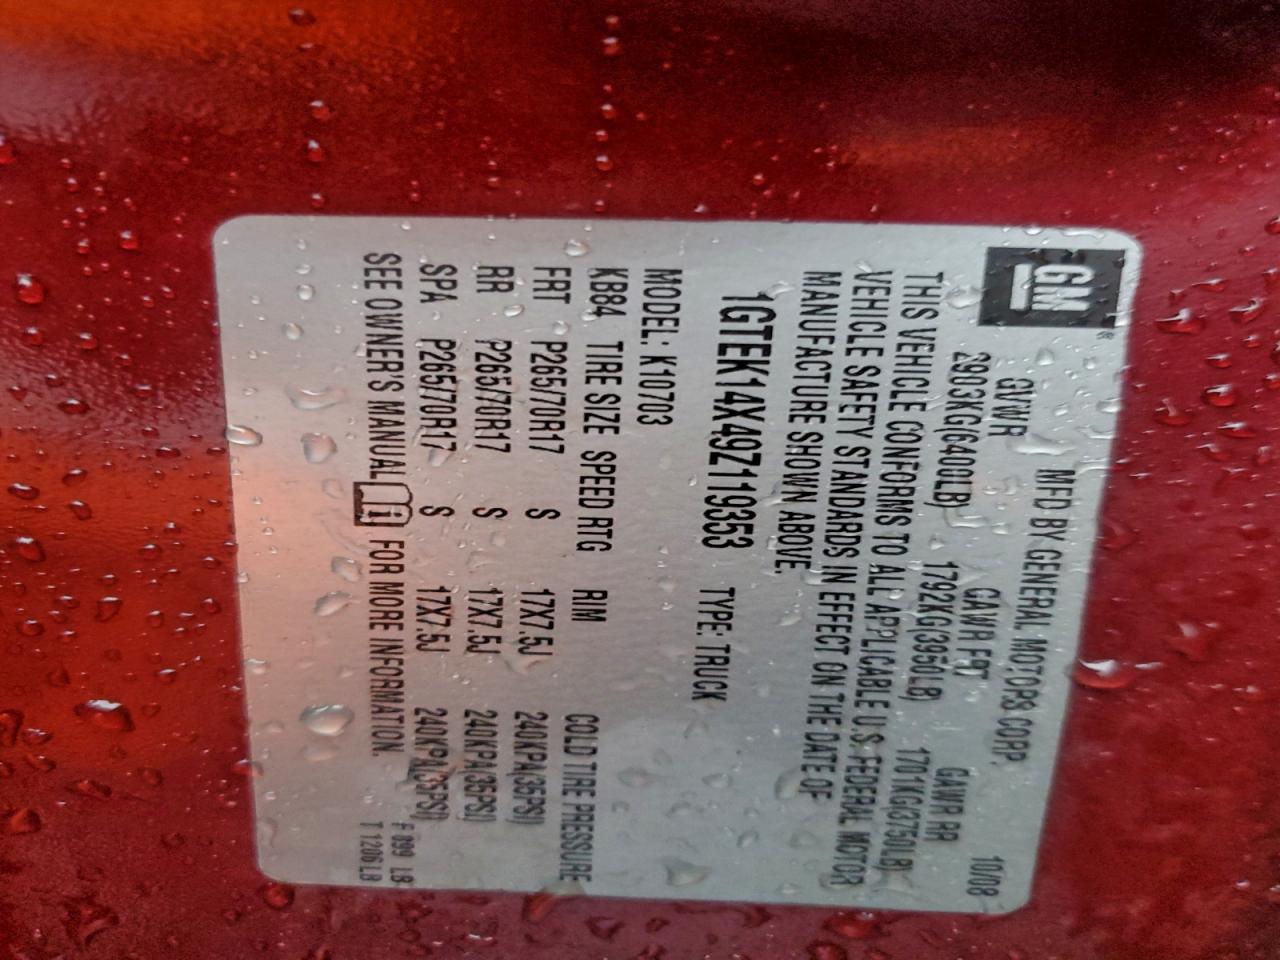 GM ®
MFD BY GENERAL MOTORS CORP. 10/08
GVWR GAWR FRT GAWR RR
2903KG(6400LB) 1792KG(3950LB) 1701KG(3750LB)
THIS VEHICLE CONFORMS TO ALL APPLICABLE U.S. FEDERAL MOTOR
VEHICLE SAFETY STANDARDS IN EFFECT ON THE DATE OF
MANUFACTURE SHOWN ABOVE.
1GTEK14X49Z119353 TYPE: TRUCK
MODEL: K10703
KB84 TIRE SIZE SPEED RTG RIM COLD TIRE PRESSURE
FRT P265/70R17 S 17X7.5J 240KPA(35PSI)
RR P265/70R17 S 17X7.5J 240KPA(35PSI)
SPA P265/70R17 S 17X7.5J 240KPA(35PSI)
SEE OWNER'S MANUAL i FOR MORE INFORMATION.
F 899 LB
T 1206LB